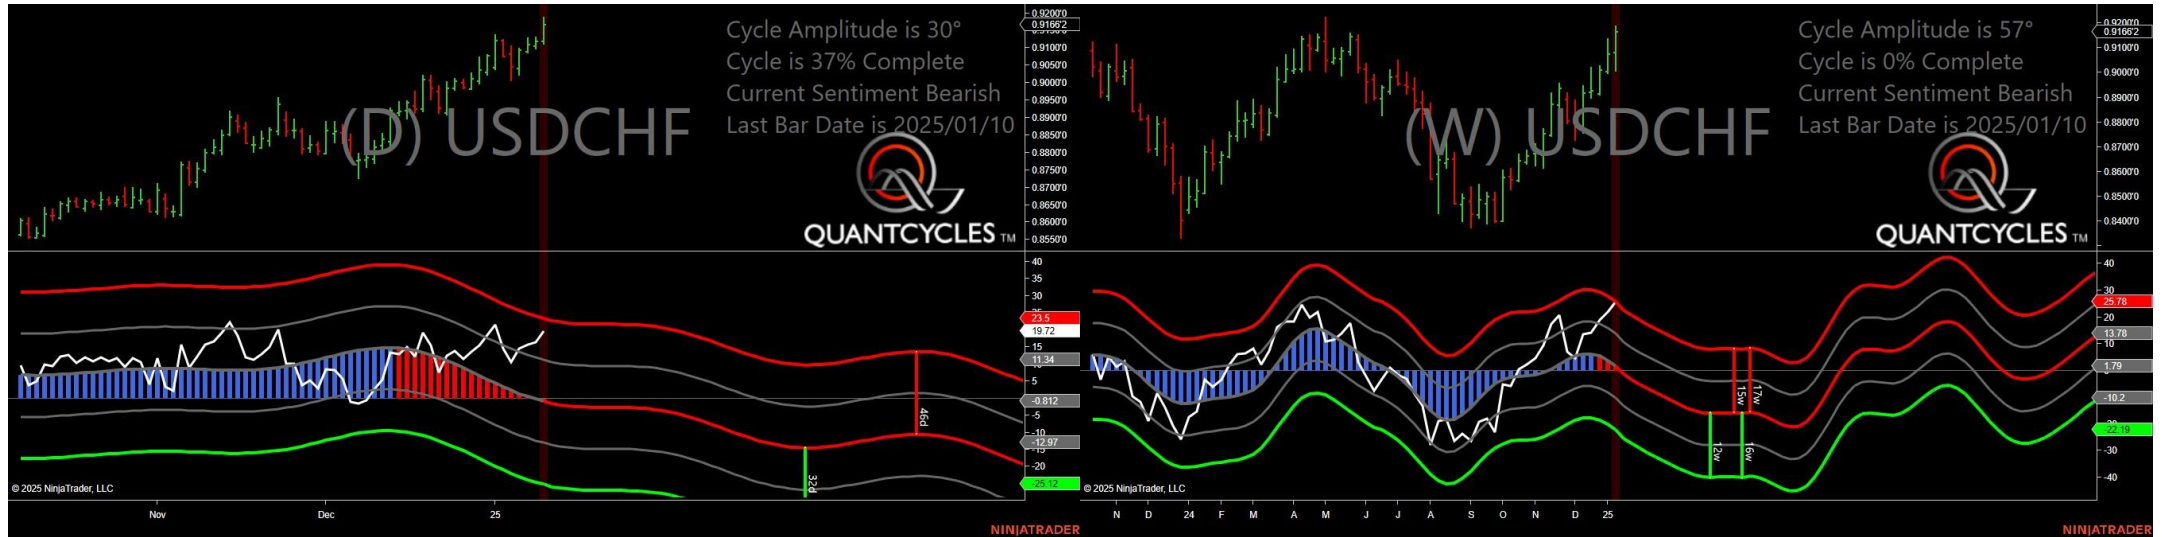 Cycle Amplitude is 30°
Cycle is 37% Complete
Current Sentiment Bearish
Last Bar Date is 2025/01/10
(D) USDCHF
QUANTCYCLES TM
0.9200'0
0.9166'2
0.9100'0
0.9050'0
0.9000'0
0.8950'0
0.8900'0
0.8850'0
0.8800'0
0.8750'0
0.8700'0
0.8650'0
0.8600'0
0.8550'0
40
35
30
23.5
19.72
15
11.34
5
-0.812
-5
-10
-12.97
-15
-20
-25.12
46d
32d
© 2025 NinjaTrader, LLC
Nov
Dec
25
NINJATRADER
Cycle Amplitude is 57°
Cycle is 0% Complete
Current Sentiment Bearish
Last Bar Date is 2025/01/10
(W) USDCHF
QUANTCYCLES TM
0.9200'0
0.9166'2
0.9100'0
0.9000'0
0.8900'0
0.8800'0
0.8700'0
0.8600'0
0.8500'0
0.8400'0
40
30
25.78
20
13.78
10
1.79
-10.2
-22.19
-30
-40
15w
17w
12w
16w
© 2025 NinjaTrader, LLC
N D 24 F M A M J J A S O N D 25
NINJATRADER